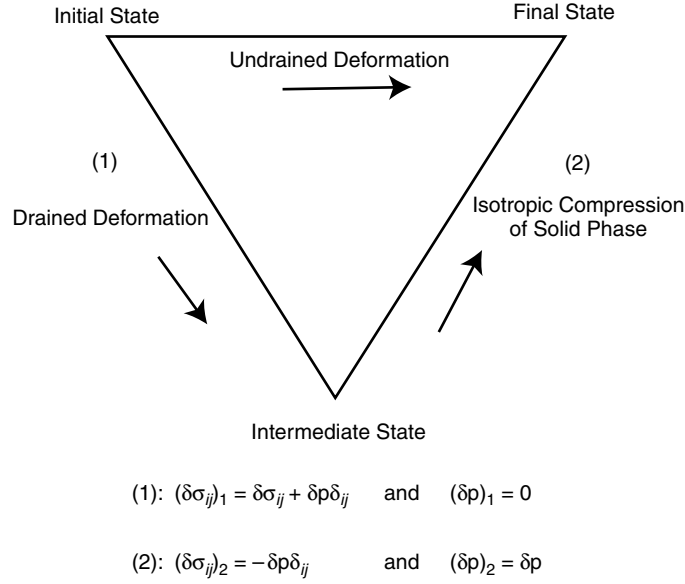 Initial State
Final State
Undrained Deformation
(1)
(2)
Drained Deformation
Isotropic Compression
of Solid Phase
Intermediate State
(1): (δσij)1 = δσij + δpδij and (δp)1 = 0
(2): (δσij)2 = −δpδij and (δp)2 = δp